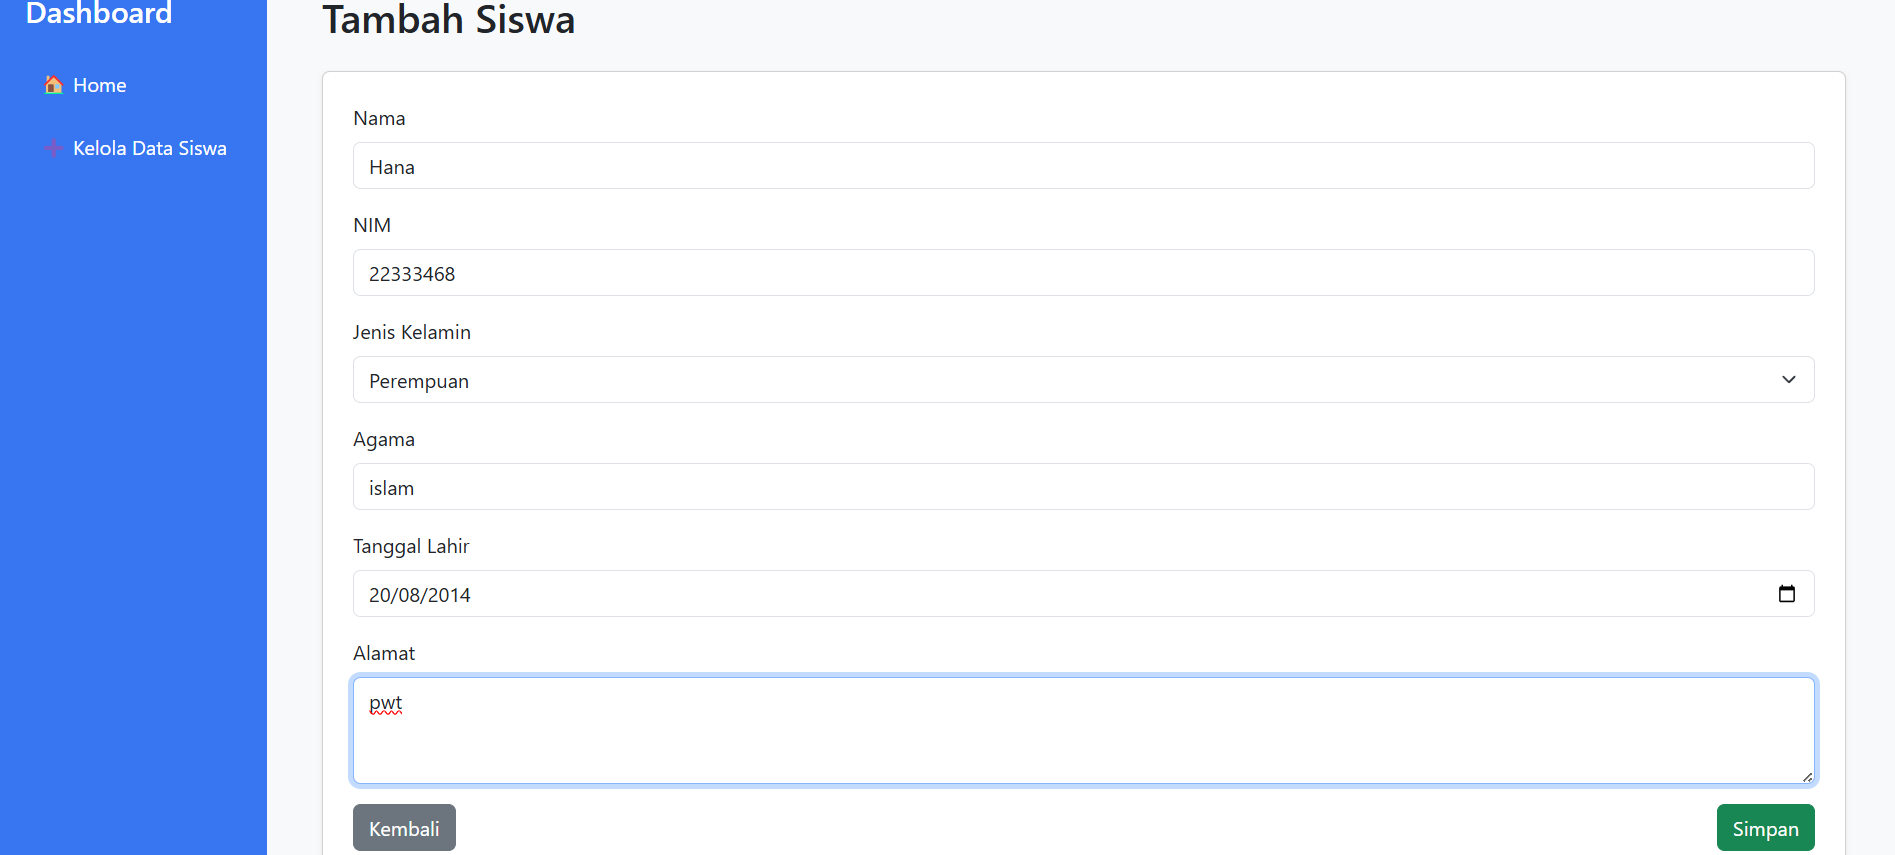 Dashboard
Home
Kelola Data Siswa
Tambah Siswa
Nama
Hana
NIM
22333468
Jenis Kelamin
Perempuan
Agama
islam
Tanggal Lahir
20/08/2014
Alamat
pwt
Kembali
Simpan